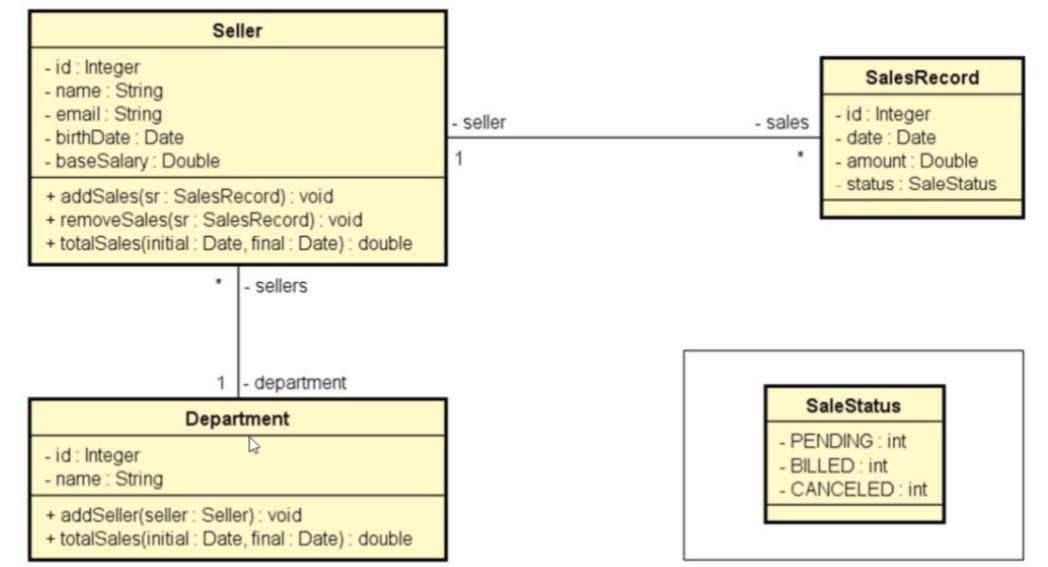 Seller
- id : Integer
- name : String
- email : String
- birthDate : Date
- baseSalary : Double
+ addSales(sr : SalesRecord) : void
+ removeSales(sr : SalesRecord) : void
+ totalSales(initial : Date, final : Date) : double
- seller
1
- sales
*
SalesRecord
- id : Integer
- date : Date
- amount : Double
- status : SaleStatus
* - sellers
1 - department
Department
- id : Integer
- name : String
+ addSeller(seller : Seller) : void
+ totalSales(initial : Date, final : Date) : double
SaleStatus
- PENDING : int
- BILLED : int
- CANCELED : int